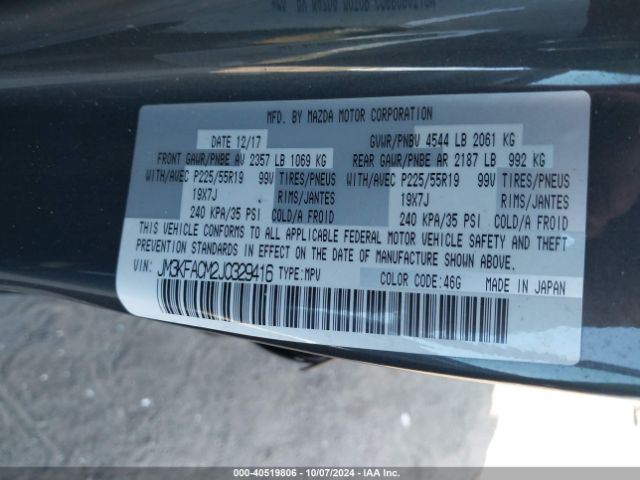 MFD. BY MAZDA MOTOR CORPORATION
DATE 12/17 GVWR/PNBV 4544 LB 2061 KG
FRONT GAWR/PNBE AV 2357 LB 1069 KG REAR GAWR/PNBE AR 2187 LB 992 KG
WITH/AVEC P225/55R19 99V TIRES/PNEUS WITH/AVEC P225/55R19 99V TIRES/PNEUS
19X7J RIMS/JANTES 19X7J RIMS/JANTES
240 KPA/35 PSI COLD/A FROID 240 KPA/35 PSI COLD/A FROID
THIS VEHICLE CONFORMS TO ALL APPLICABLE FEDERAL MOTOR VEHICLE SAFETY AND THEFT
PREVENTION STANDARDS IN EFFECT ON THE DATE OF MANUFACTURE SHOWN ABOVE.
VIN: JM3KFACM2JC329416 TYPE:MPV COLOR CODE:46G MADE IN JAPAN
000-40519806 - 10/07/2024 - IAA Inc.